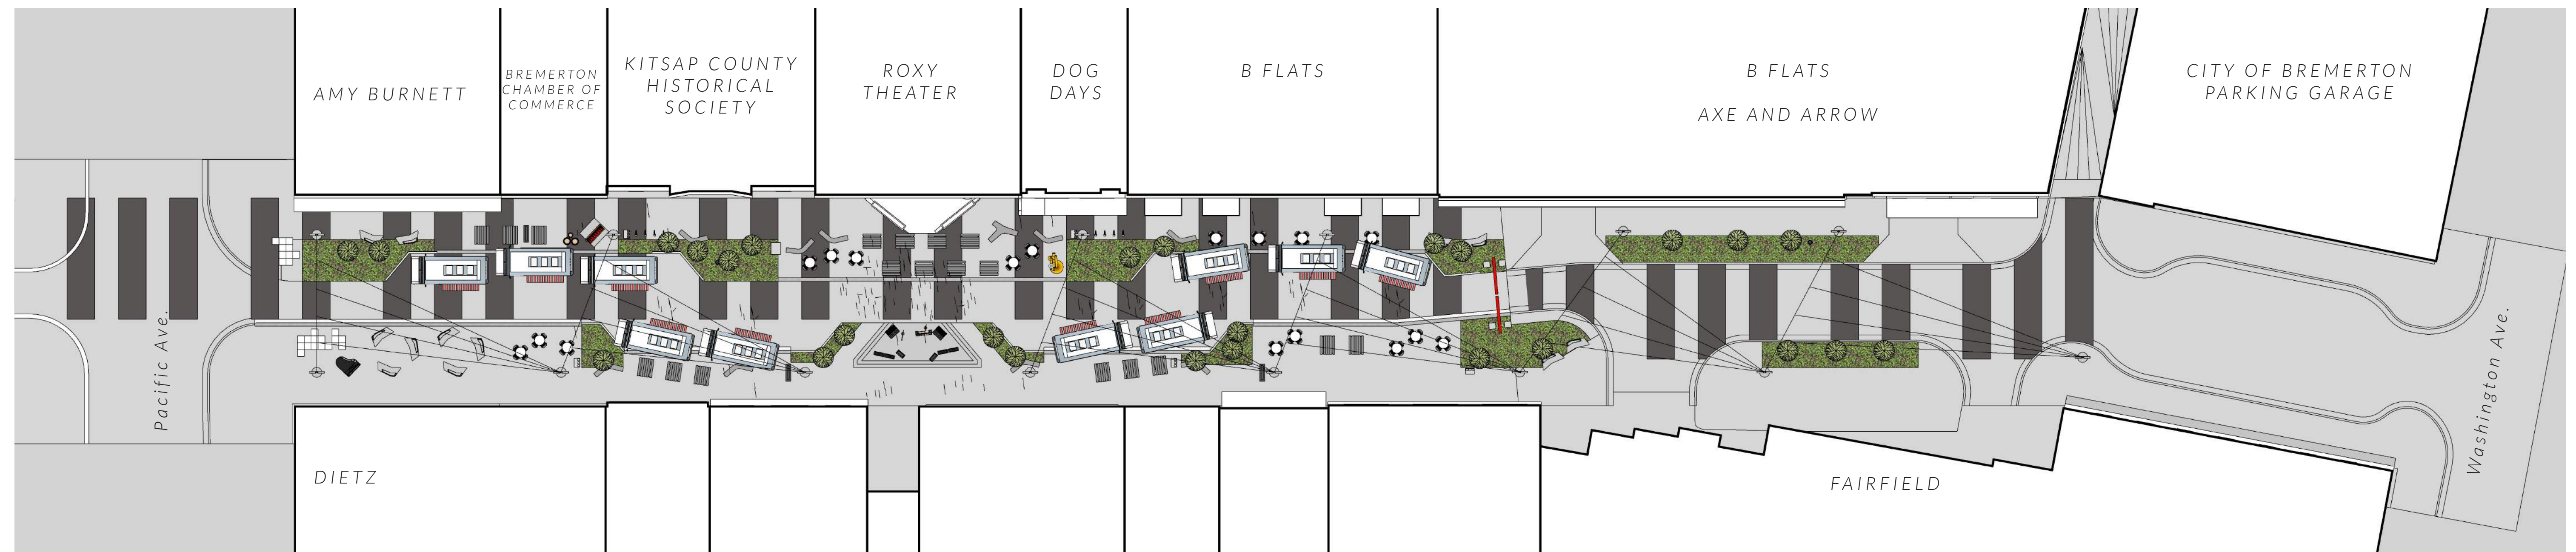 AMY BURNETT
BREMERTON
CHAMBER OF
COMMERCE
KITSAP COUNTY
HISTORICAL
SOCIETY
ROXY
THEATER
DOG
DAYS
B FLATS
B FLATS
AXE AND ARROW
CITY OF BREMERTON
PARKING GARAGE
Pacific Ave.
Washington Ave.
DIETZ
FAIRFIELD